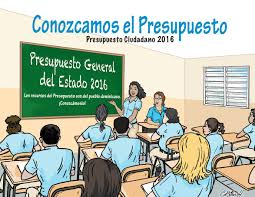 Conozcamos el Presupuesto
Presupuesto Ciudadano 2016
Presupuesto General
del Estado 2016
Los recursos del Presupuesto son del pueblo dominicano.
¡Conozcámoslo!